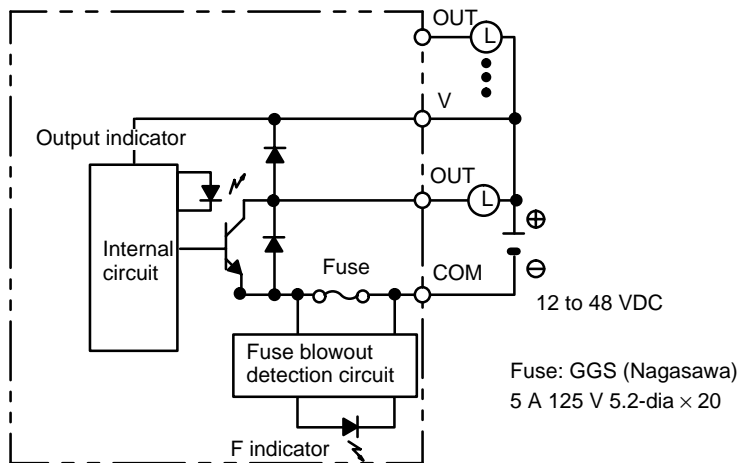 OUT
L
V
Output indicator
OUT
L
⊕
Internal
circuit
Fuse
COM
⊖
12 to 48 VDC
Fuse blowout
detection circuit
Fuse: GGS (Nagasawa)
5 A 125 V 5.2-dia × 20
F indicator